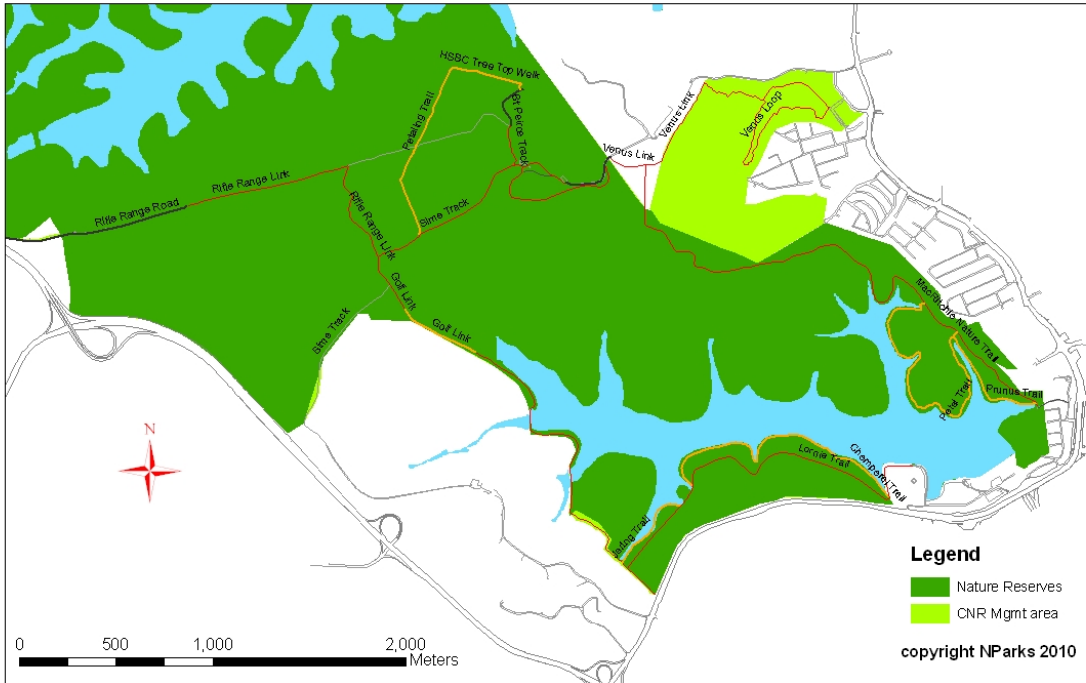 HSBC Tree Top Walk
Petaling Trail
Mt Peirce Track
Venus Link
Venus Link
Venus Loop
Rifle Range Link
Rifle Range Road
Rifle Range Link
Sime Track
Golf Link
Golf Link
Sime Track
MacRitchie Nature Trail
Prunus Trail
Petai Trail
Lornie Trail
Chemperai Trail
Jering Trail
N
Legend
Nature Reserves
CNR Mgmt area
copyright NParks 2010
0 500 1,000 2,000
Meters